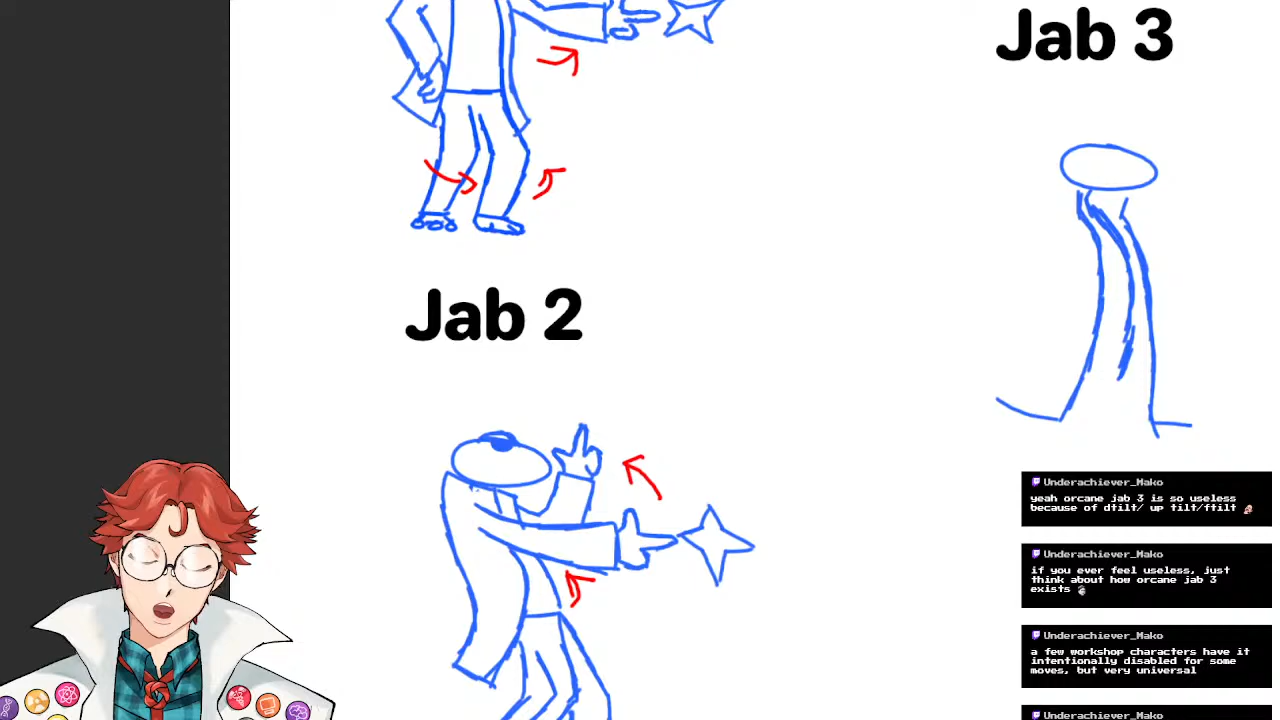 Jab 3
Jab 2
Underachiever_Mako
yeah orcane jab 3 is so useless
because of dtilt/ up tilt/ftilt
Underachiever_Mako
if you ever feel useless, just
think about how orcane jab 3
exists
Underachiever_Mako
a few workshop characters have it
intentionally disabled for some
moves, but very universal
Underachiever_Mako